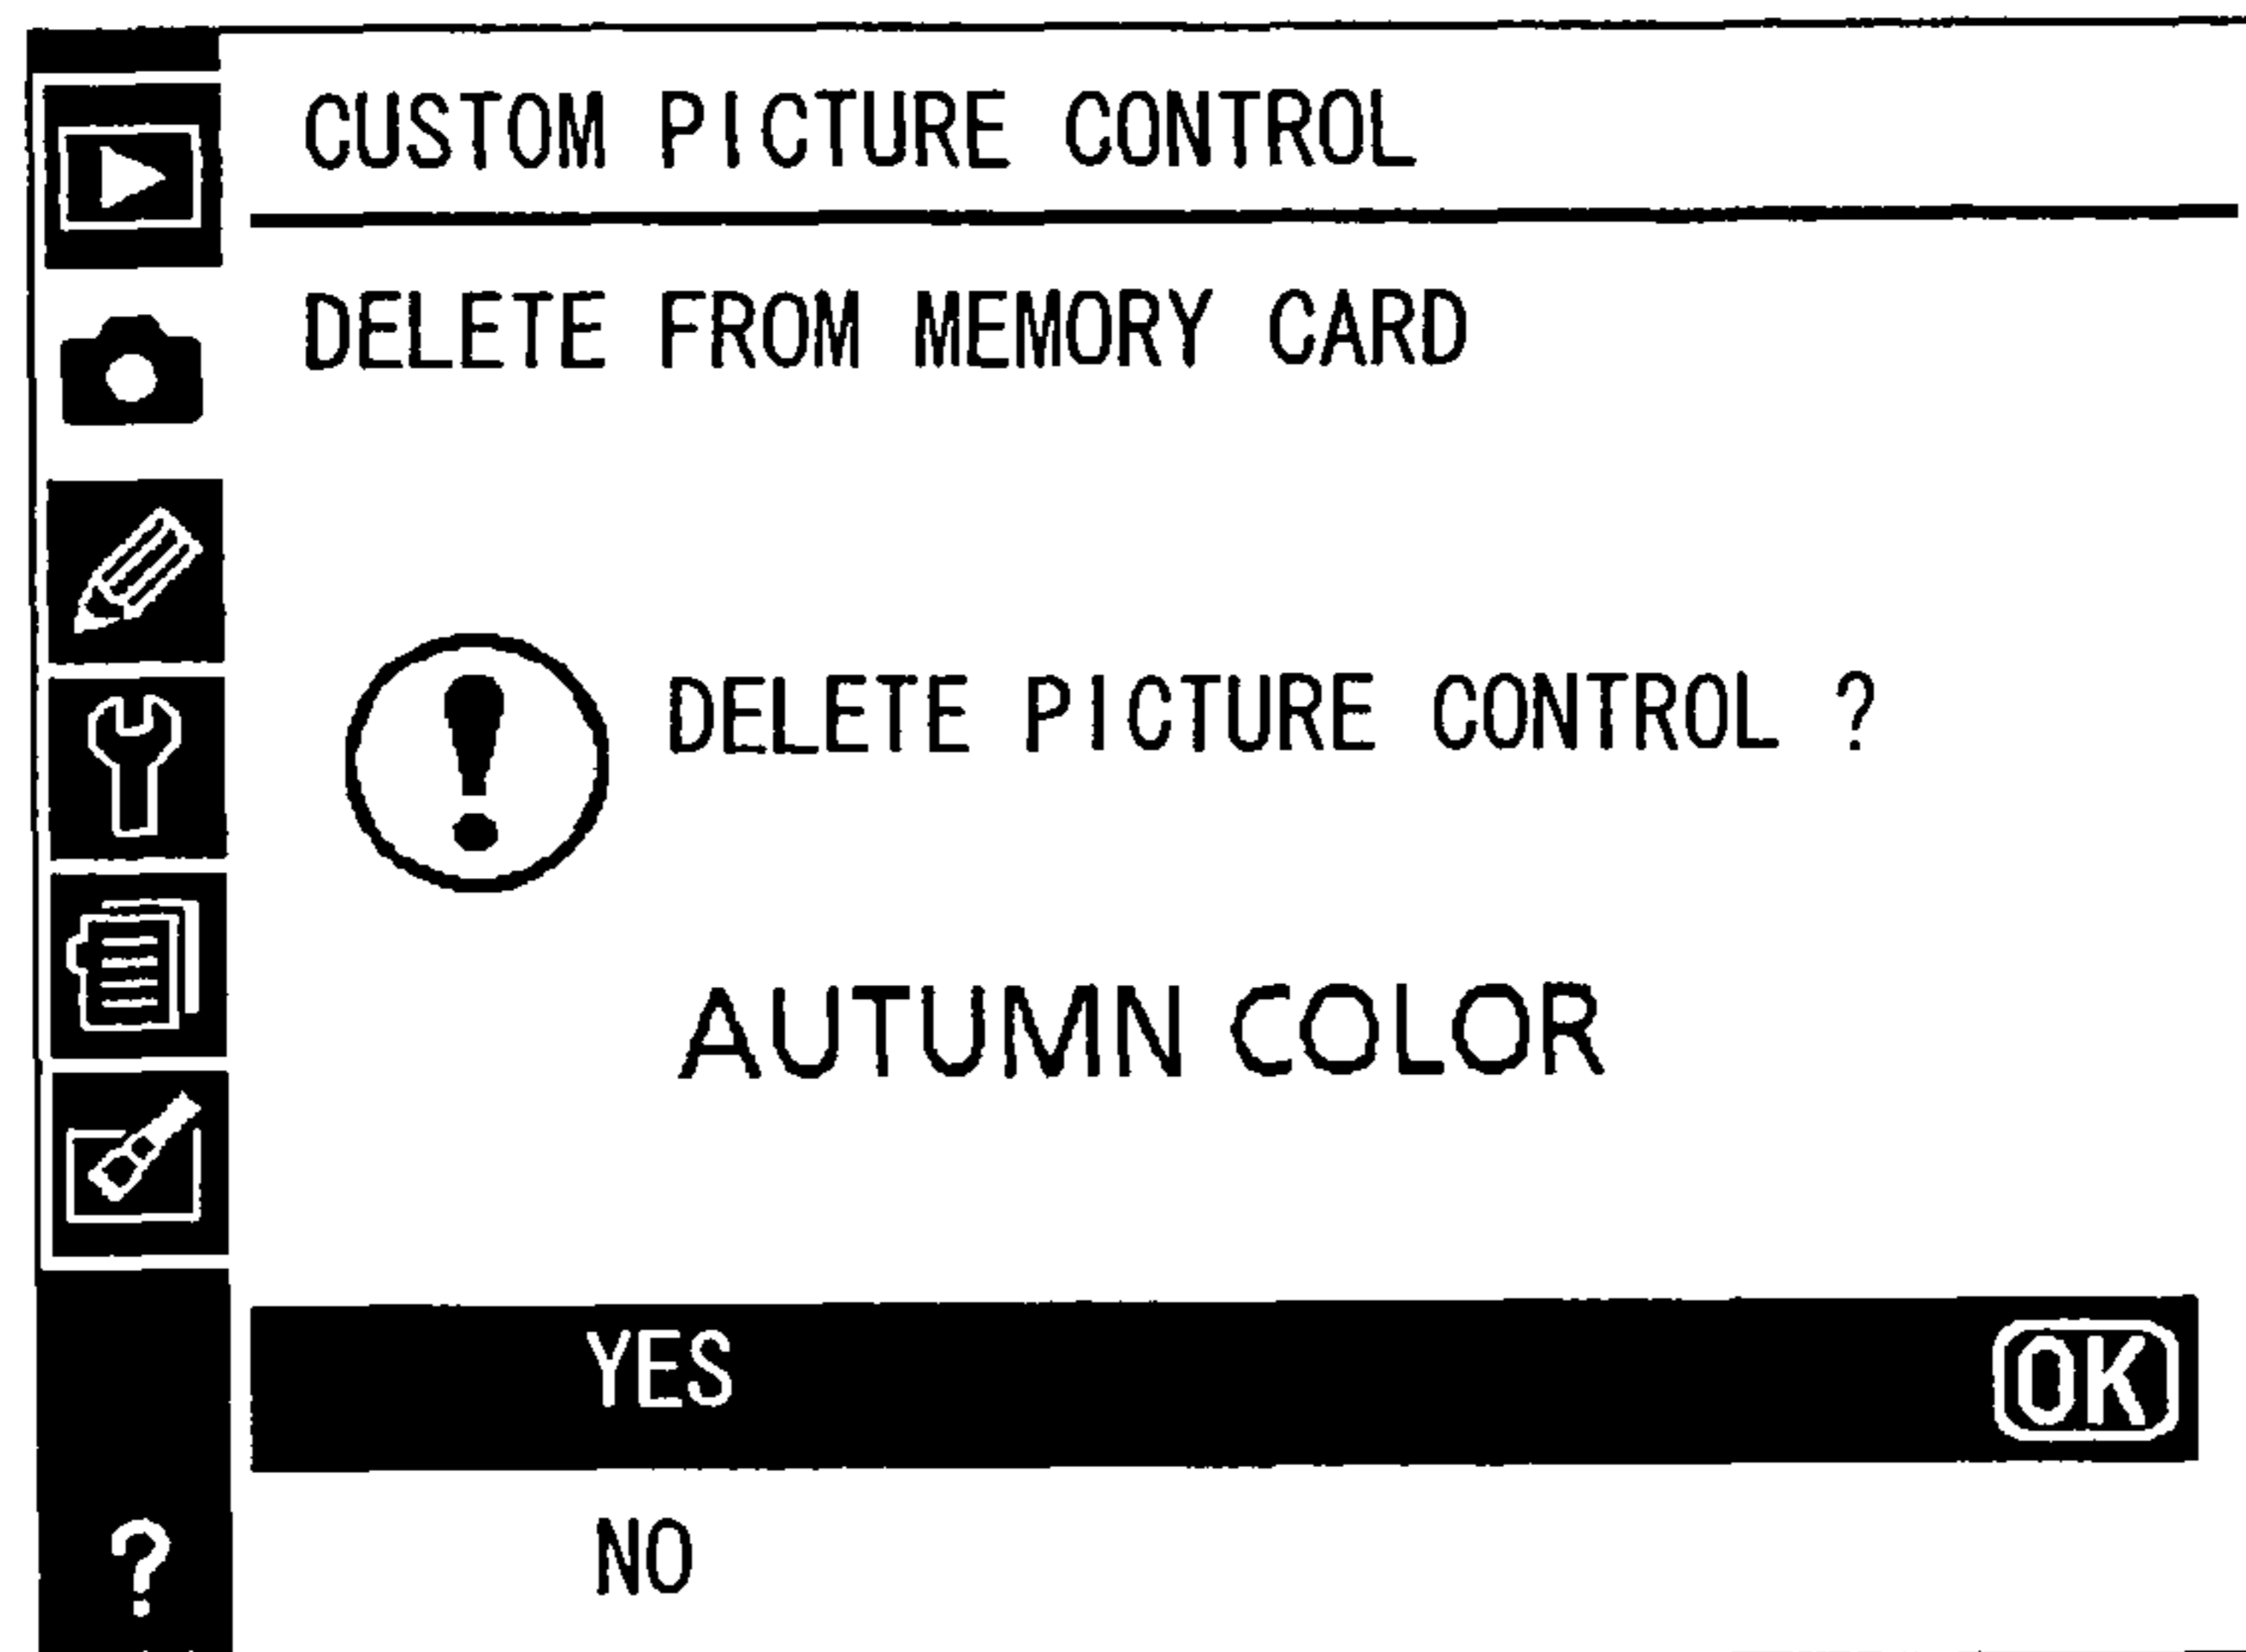 CUSTOM PICTURE CONTROL
DELETE FROM MEMORY CARD
DELETE PICTURE CONTROL ?
AUTUMN COLOR
YES OK
NO
?